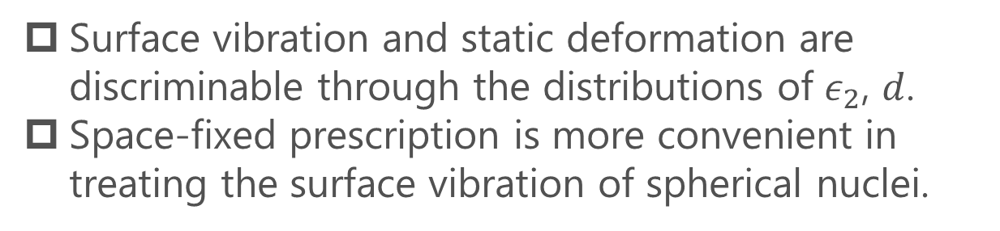 ❑ Surface vibration and static deformation are
discriminable through the distributions of ϵ₂, d.
❑ Space-fixed prescription is more convenient in
treating the surface vibration of spherical nuclei.